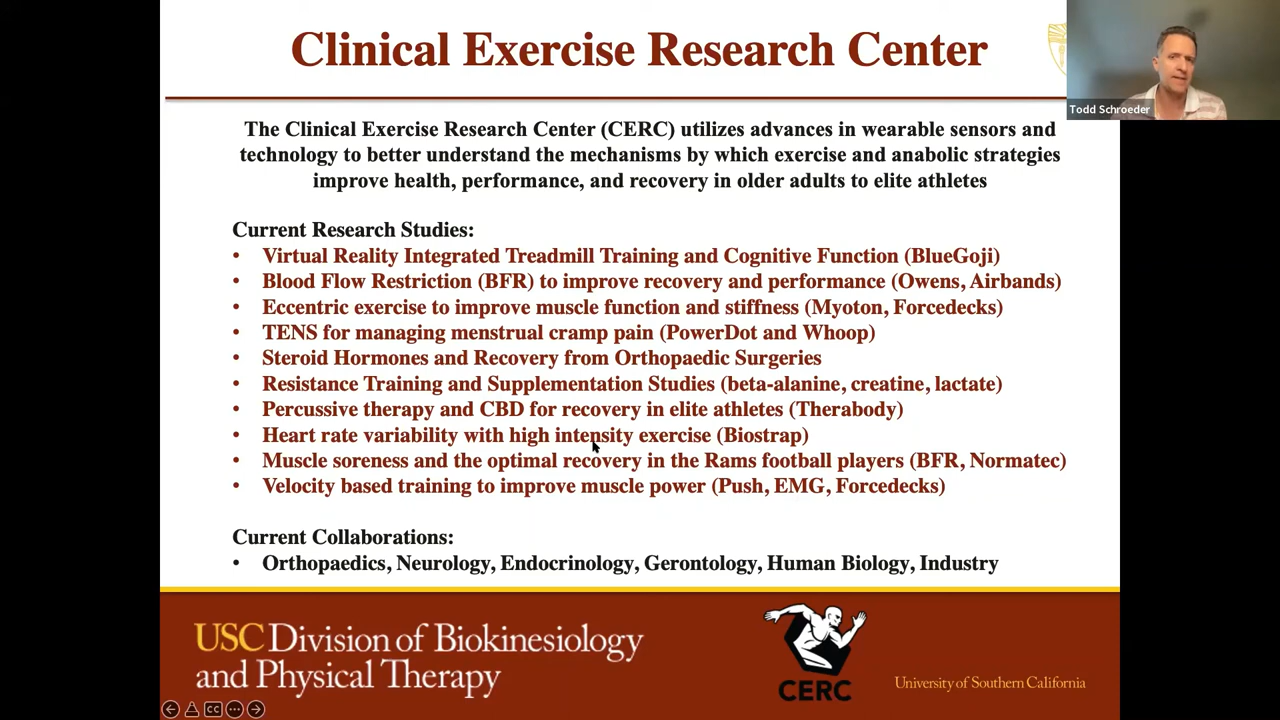 Clinical Exercise Research Center
Todd Schroeder
The Clinical Exercise Research Center (CERC) utilizes advances in wearable sensors and
technology to better understand the mechanisms by which exercise and anabolic strategies
improve health, performance, and recovery in older adults to elite athletes
Current Research Studies:
• Virtual Reality Integrated Treadmill Training and Cognitive Function (BlueGoji)
• Blood Flow Restriction (BFR) to improve recovery and performance (Owens, Airbands)
• Eccentric exercise to improve muscle function and stiffness (Myoton, Forcedecks)
• TENS for managing menstrual cramp pain (PowerDot and Whoop)
• Steroid Hormones and Recovery from Orthopaedic Surgeries
• Resistance Training and Supplementation Studies (beta-alanine, creatine, lactate)
• Percussive therapy and CBD for recovery in elite athletes (Therabody)
• Heart rate variability with high intensity exercise (Biostrap)
• Muscle soreness and the optimal recovery in the Rams football players (BFR, Normatec)
• Velocity based training to improve muscle power (Push, EMG, Forcedecks)
Current Collaborations:
• Orthopaedics, Neurology, Endocrinology, Gerontology, Human Biology, Industry
USC Division of Biokinesiology
and Physical Therapy
CERC
University of Southern California
CC